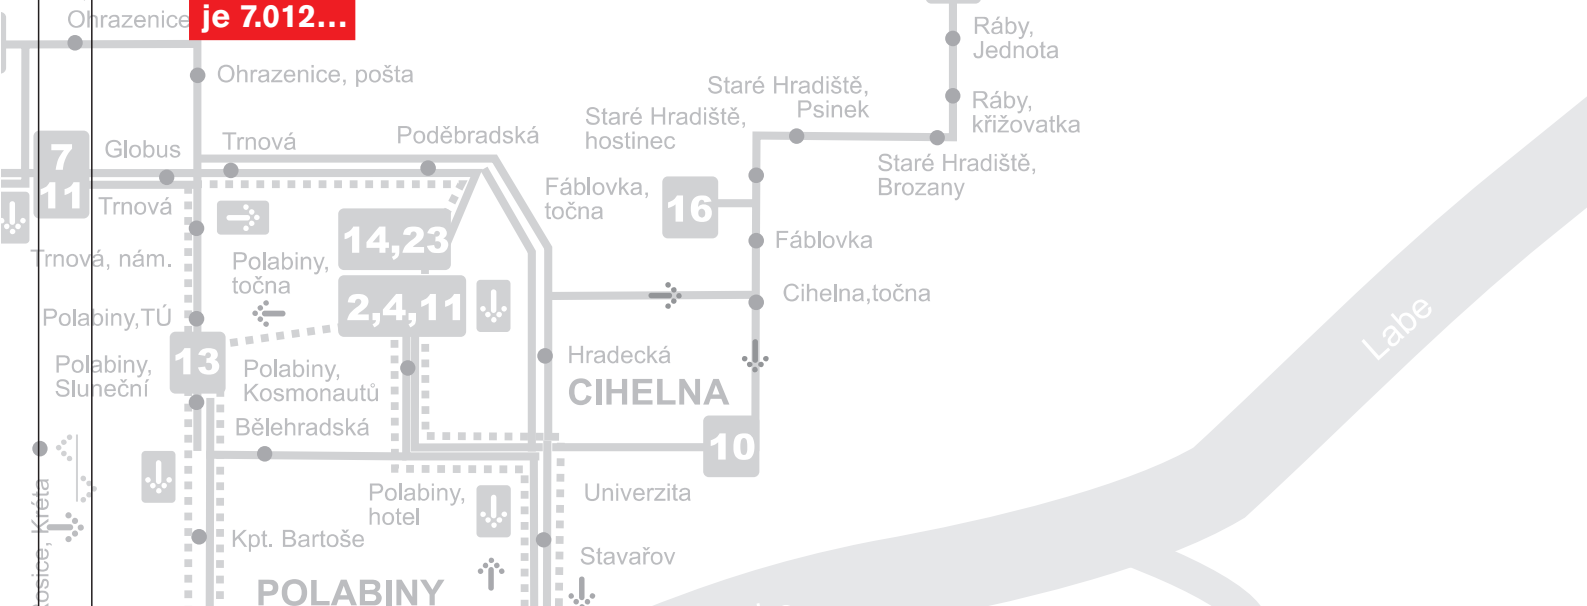 Ohrazenice
je 7.012...
Ráby,
Jednota
Ohrazenice, pošta
Staré Hradiště,
Psinek
Ráby,
křižovatka
Staré Hradiště,
hostinec
Trnová
Poděbradská
Globus
7
11
Staré Hradiště,
Brozany
Fáblovka,
točna
16
Trnová
14,23
Fáblovka
Trnová, nám.
Polabiny,
točna
2,4,11
Cihelna,točna
Polabiny,TÚ
Labe
13
Polabiny,
Slunečni
Polabiny,
Kosmonautů
Hradecká
CIHELNA
Bělehradská
10
Polabiny,
hotel
Univerzita
Kpt. Bartoše
Stavařov
POLABINY
Kréta